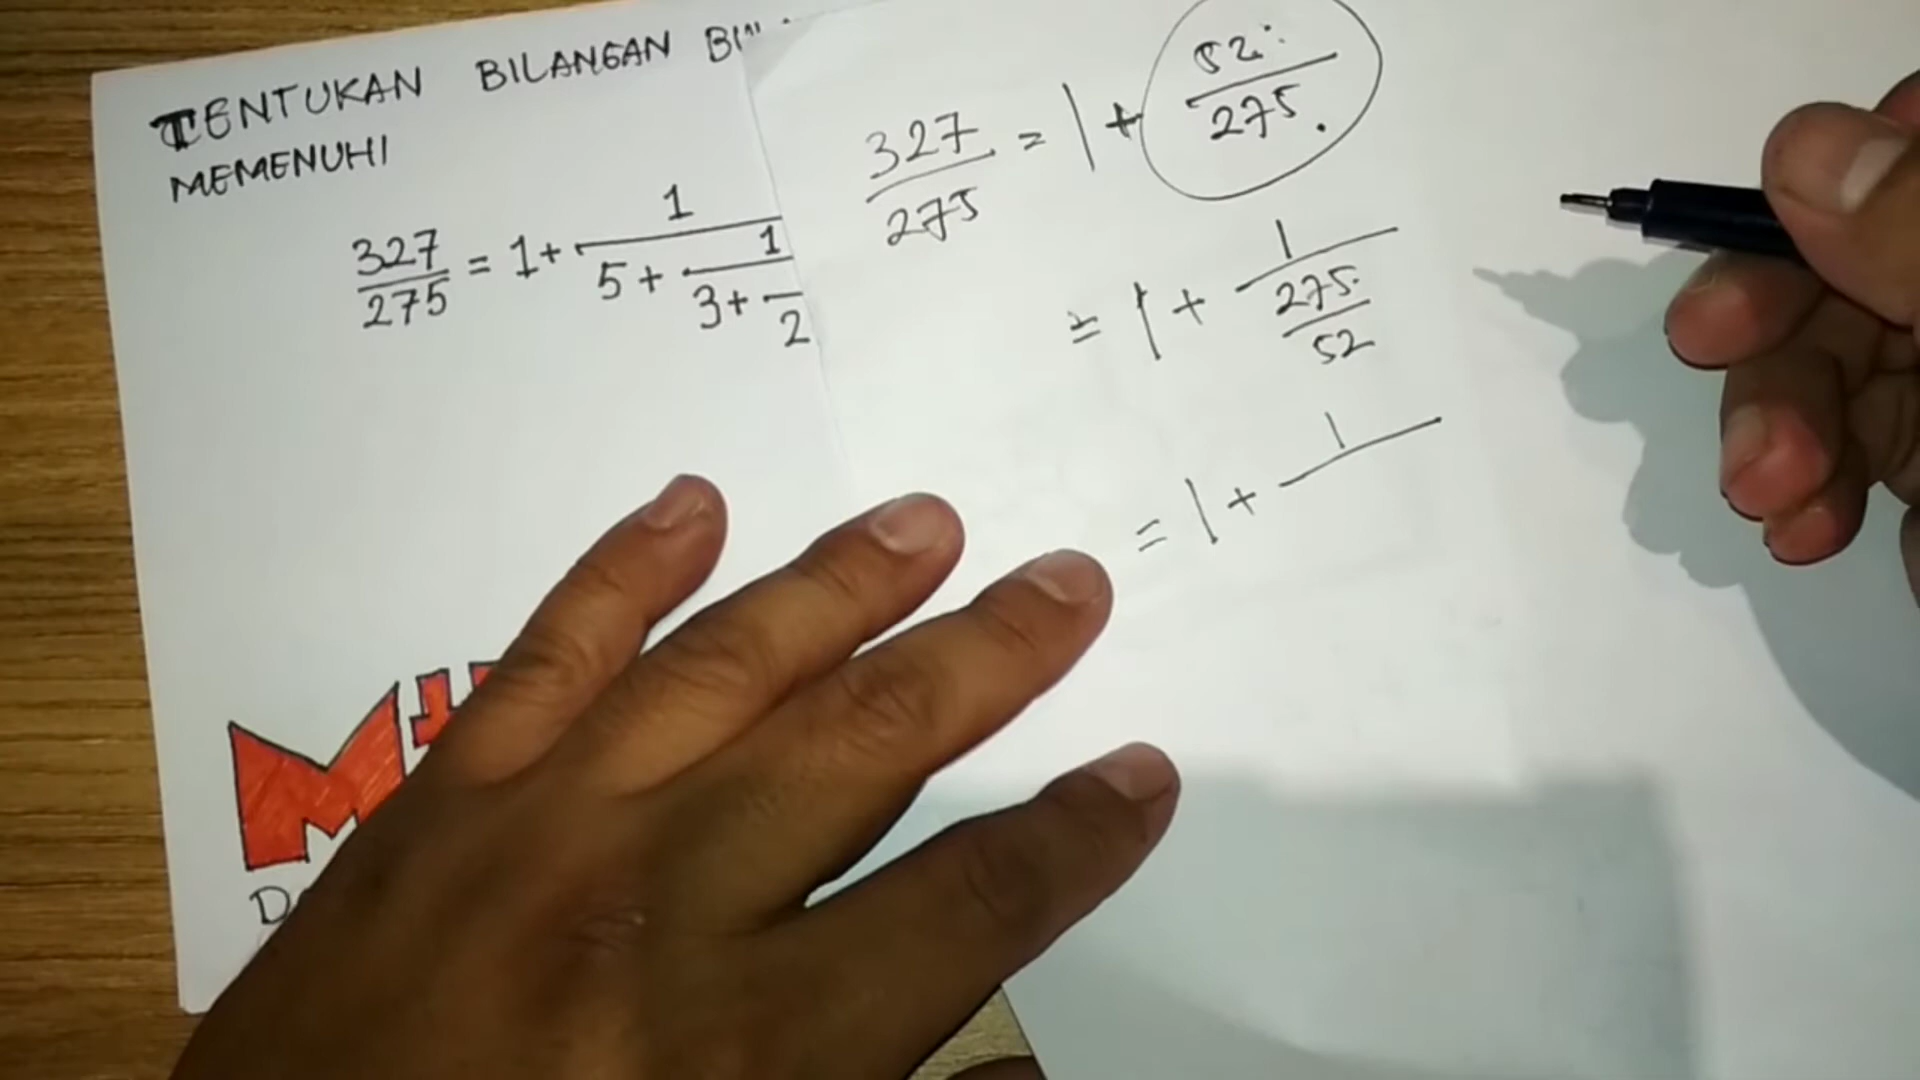 TENTUKAN BILANGAN
MEMENUHI
327/275 = 1 + 1/(5 + 1/(3 + /2
327/275 = 1 + 52/275
= 1 + 1/(275/52)
= 1 + 1/